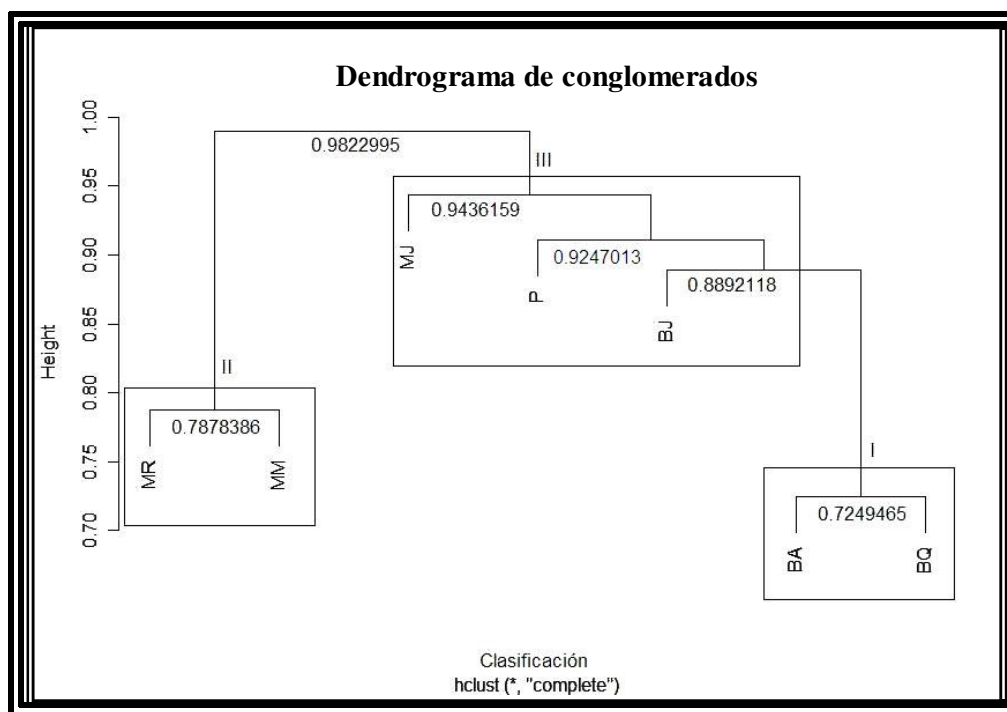 Dendrograma de conglomerados
1.00
0.95
0.90
0.85
0.80
0.75
0.70
Height
0.9822995
III
0.9436159
MJ
0.9247013
P
0.8892118
BJ
II
0.7878386
MR
MM
I
0.7249465
BA
BQ
Clasificación
hclust (*, "complete")